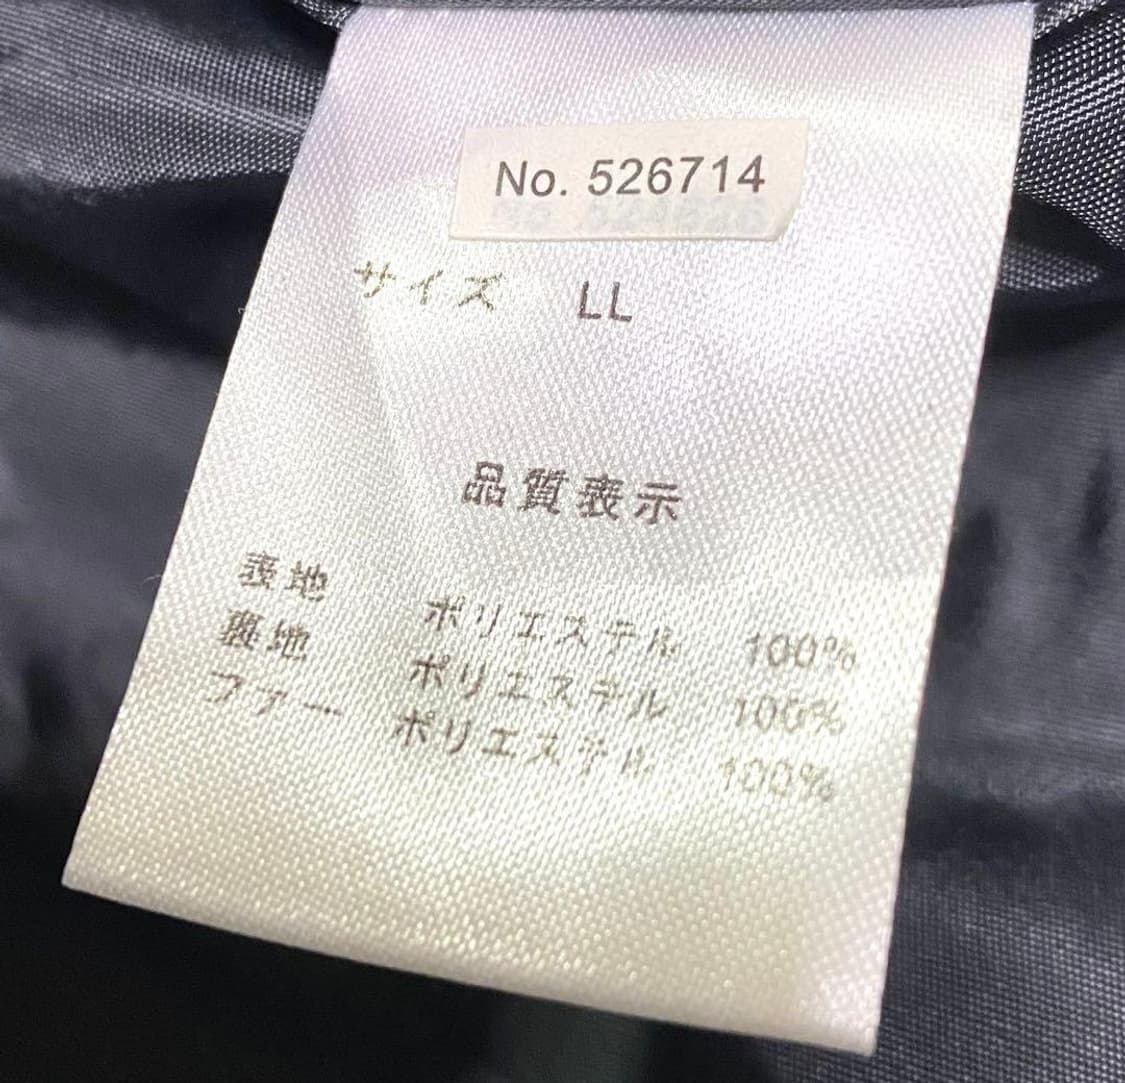 No. 526714
サイズ LL
品質表示
表地 ポリエステル 100%
裏地 ポリエステル 100%
ファー ポリエステル 100%